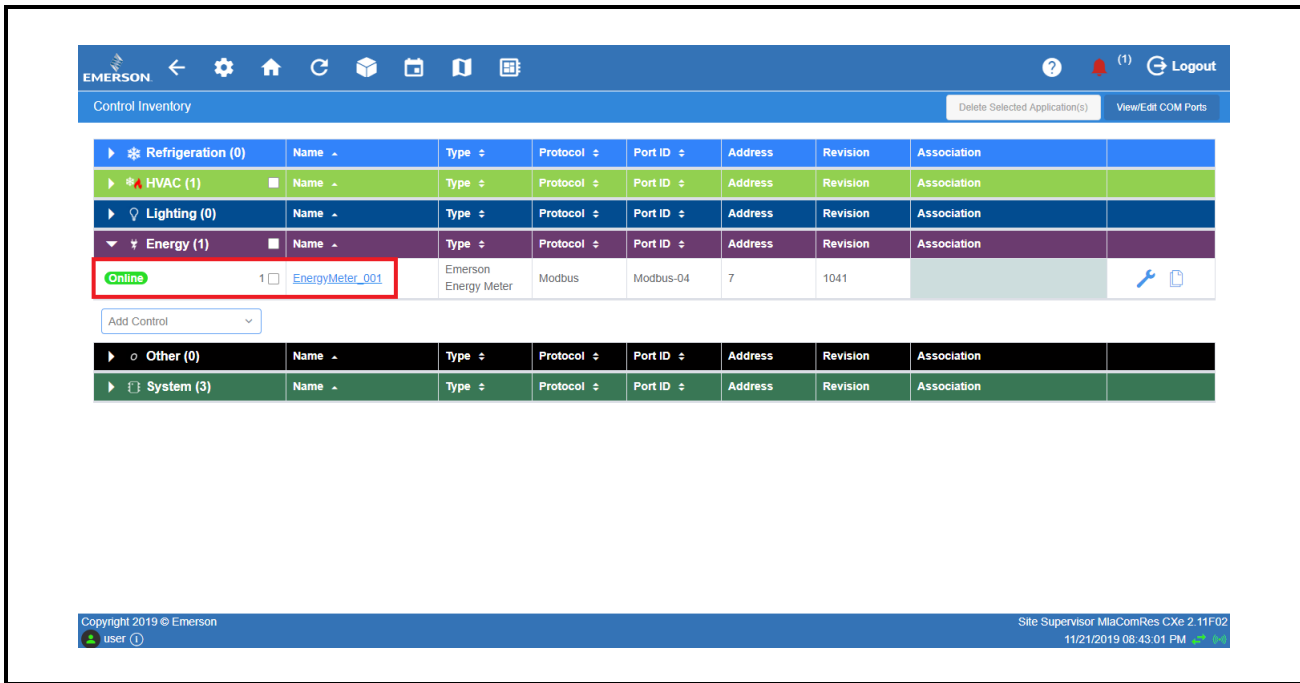 EMERSON
? (1) Logout
Control Inventory Delete Selected Application(s) View/Edit COM Ports
Refrigeration (0) Name Type Protocol Port ID Address Revision Association
HVAC (1) Name Type Protocol Port ID Address Revision Association
Lighting (0) Name Type Protocol Port ID Address Revision Association
Energy (1) Name Type Protocol Port ID Address Revision Association
Online 1 EnergyMeter_001 Emerson Energy Meter Modbus Modbus-04 7 1041
Add Control
Other (0) Name Type Protocol Port ID Address Revision Association
System (3) Name Type Protocol Port ID Address Revision Association
Copyright 2019 © Emerson Site Supervisor MlaComRes CXe 2.11F02
user 11/21/2019 08:43:01 PM